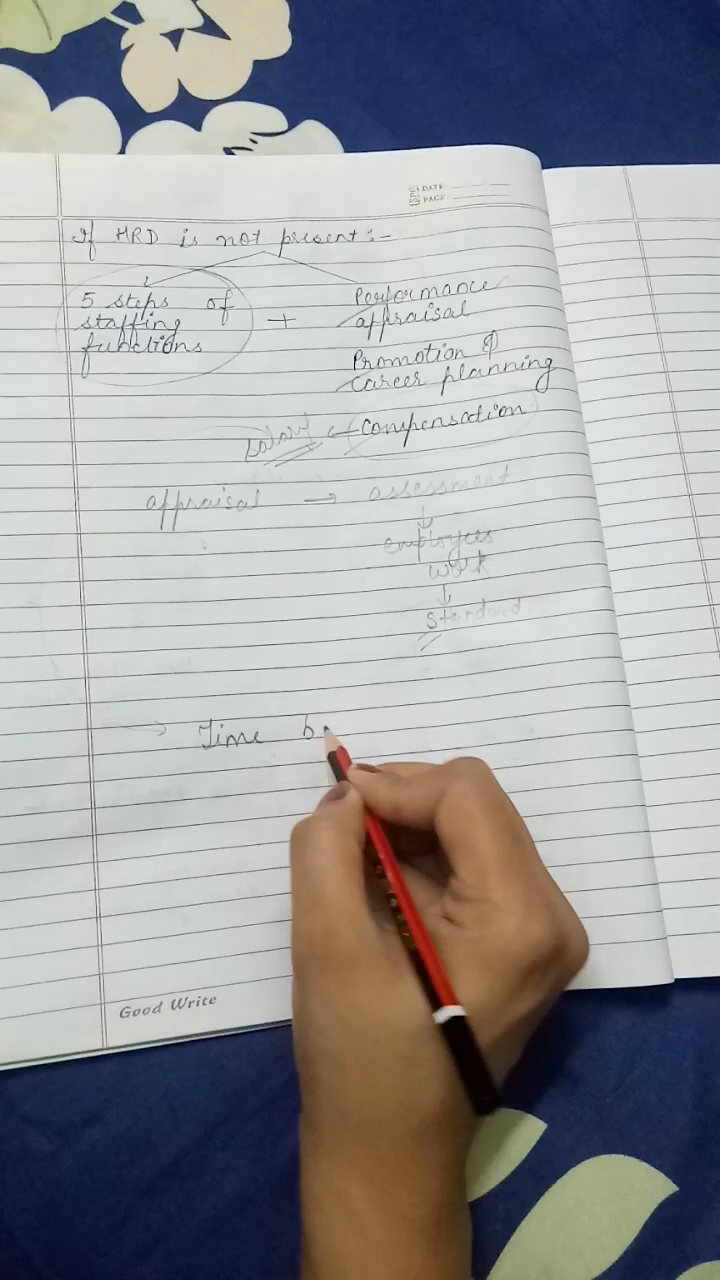 DATE
PAGE
If HRD is not present:-
5 steps of
staffing
functions
+
Performance
appraisal
Promotion &
Career planning
Salary ← Compensation
appraisal → assessment
↓
employees
work
↓
Standard
→ Time b
Good Write